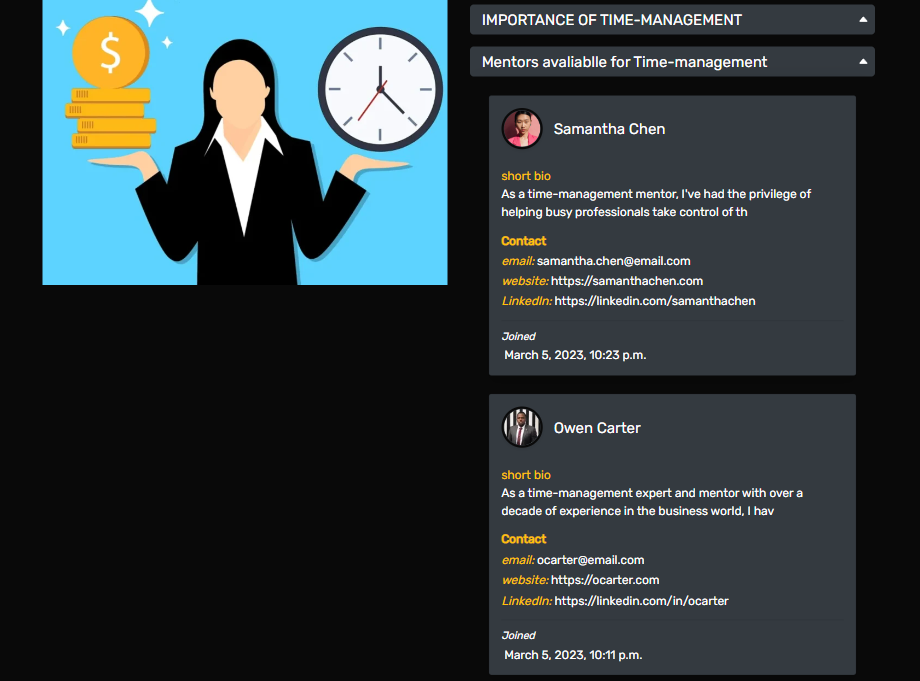 $
IMPORTANCE OF TIME-MANAGEMENT
Mentors avaliablle for Time-management
Samantha Chen
short bio
As a time-management mentor, I've had the privilege of
helping busy professionals take control of th
Contact
email: samantha.chen@email.com
website: https://samanthachen.com
LinkedIn: https://linkedin.com/samanthachen
Joined
March 5, 2023, 10:23 p.m.
Owen Carter
short bio
As a time-management expert and mentor with over a
decade of experience in the business world, I hav
Contact
email: ocarter@email.com
website: https://ocarter.com
LinkedIn: https://linkedin.com/in/ocarter
Joined
March 5, 2023, 10:11 p.m.